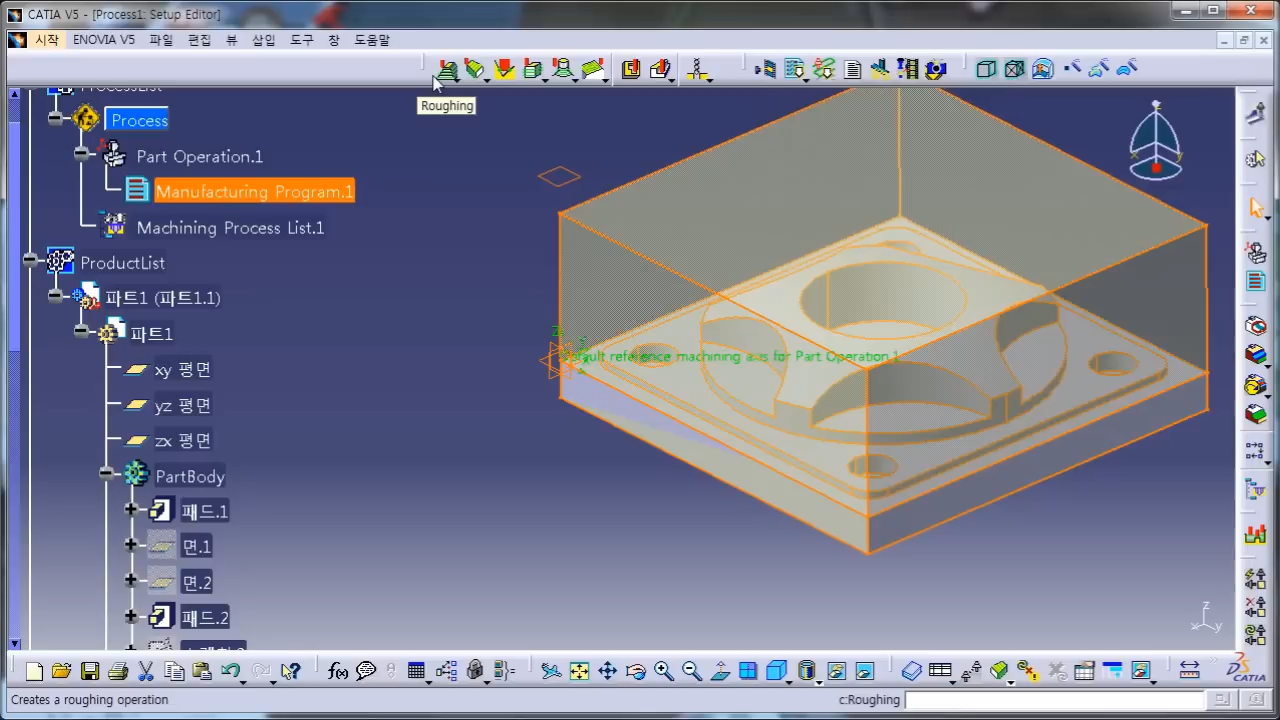 CATIA V5 - [Process1: Setup Editor]
시작 ENOVIA V5 파일 편집 뷰 삽입 도구 창 도움말
Roughing
ProcessList
Process
Part Operation.1
Manufacturing Program.1
Machining Process List.1
ProductList
파트1 (파트1.1)
파트1
xy 평면
yz 평면
zx 평면
PartBody
패드.1
면.1
면.2
패드.2
Default reference machining axis for Part Operation.1
z
x y
f(x)
CATIA
Creates a roughing operation
c:Roughing